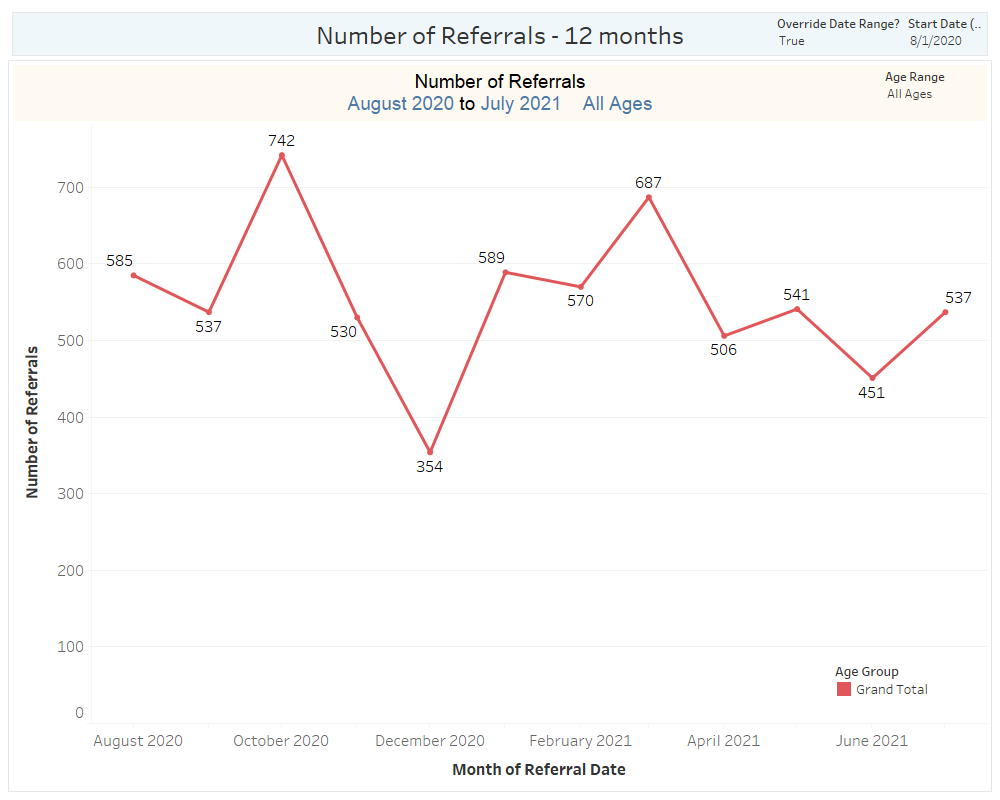 Number of Referrals - 12 months
Override Date Range? Start Date (..
True 8/1/2020
Number of Referrals
August 2020 to July 2021 All Ages
Age Range
All Ages
742
687
700
585
589
600
570
541
537
537
530
506
500
451
400
354
300
200
100
0
Number of Referrals
Age Group
Grand Total
August 2020 October 2020 December 2020 February 2021 April 2021 June 2021
Month of Referral Date